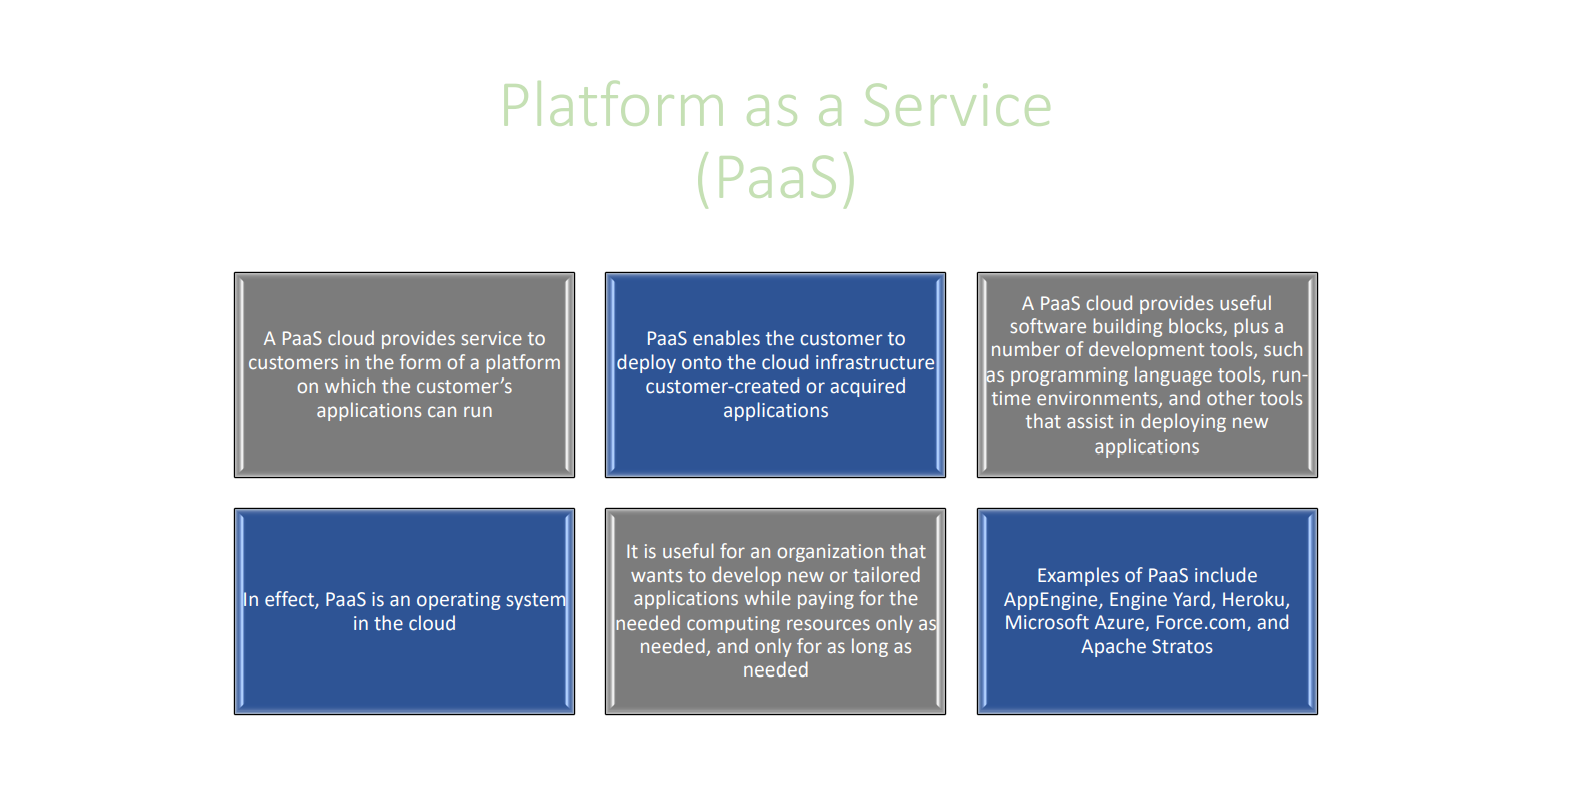 Platform as a Service
(PaaS)
A PaaS cloud provides service to
customers in the form of a platform
on which the customer’s
applications can run
PaaS enables the customer to
deploy onto the cloud infrastructure
customer-created or acquired
applications
A PaaS cloud provides useful
software building blocks, plus a
number of development tools, such
as programming language tools, run-
time environments, and other tools
that assist in deploying new
applications
In effect, PaaS is an operating system
in the cloud
It is useful for an organization that
wants to develop new or tailored
applications while paying for the
needed computing resources only as
needed, and only for as long as
needed
Examples of PaaS include
AppEngine, Engine Yard, Heroku,
Microsoft Azure, Force.com, and
Apache Stratos